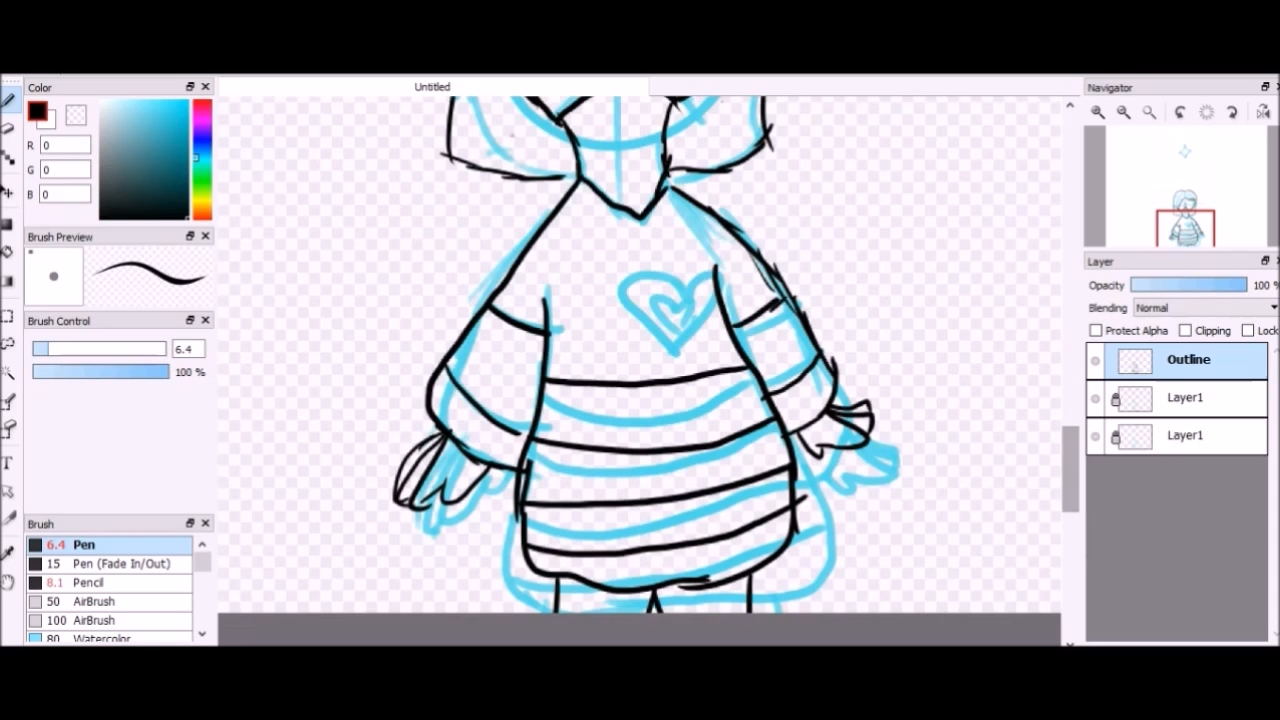 Color
Untitled
Navigator
R 0
G 0
B 0
Brush Preview
Brush Control
6.4
100 %
Brush
6.4 Pen
15 Pen (Fade In/Out)
8.1 Pencil
50 AirBrush
100 AirBrush
80 Watercolor
T
Layer
Opacity 100 %
Blending Normal
Protect Alpha Clipping Lock
Outline
Layer1
Layer1